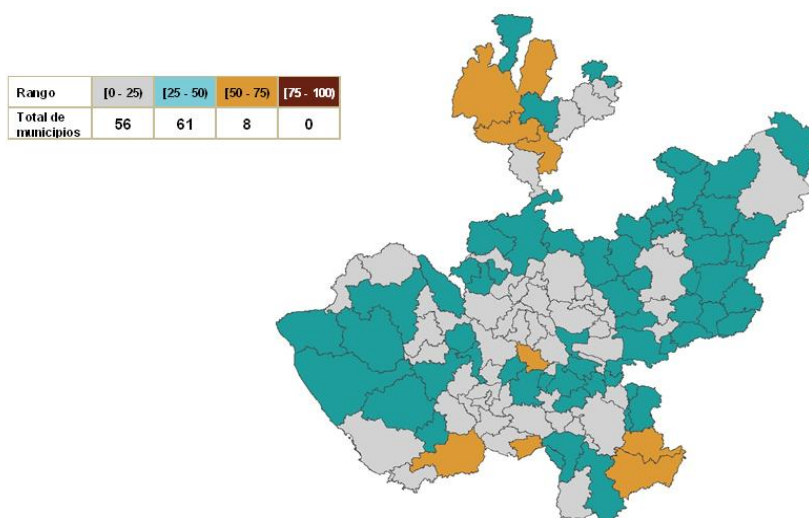 Rango [0 - 25) [25 - 50) [50 - 75) [75 - 100)
Total de
municipios 56 61 8 0